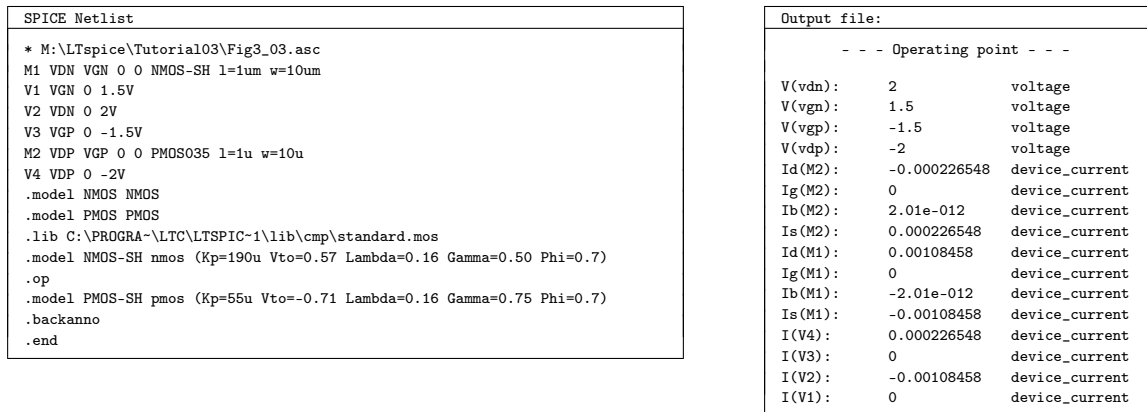 SPICE Netlist
* M:\LTspice\Tutorial03\Fig3_03.asc
M1 VDN VGN 0 0 NMOS-SH l=1um w=10um
V1 VGN 0 1.5V
V2 VDN 0 2V
V3 VGP 0 -1.5V
M2 VDP VGP 0 0 PMOS035 l=1u w=10u
V4 VDP 0 -2V
.model NMOS NMOS
.model PMOS PMOS
.lib C:\PROGRA~\LTC\LTSPIC~1\lib\cmp\standard.mos
.model NMOS-SH nmos (Kp=190u Vto=0.57 Lambda=0.16 Gamma=0.50 Phi=0.7)
.op
.model PMOS-SH pmos (Kp=55u Vto=-0.71 Lambda=0.16 Gamma=0.75 Phi=0.7)
.backanno
.end
Output file:
- - - Operating point - - -
V(vdn): 2 voltage
V(vgn): 1.5 voltage
V(vgp): -1.5 voltage
V(vdp): -2 voltage
Id(M2): -0.000226548 device_current
Ig(M2): 0 device_current
Ib(M2): 2.01e-012 device_current
Is(M2): 0.000226548 device_current
Id(M1): 0.00108458 device_current
Ig(M1): 0 device_current
Ib(M1): -2.01e-012 device_current
Is(M1): -0.00108458 device_current
I(V4): 0.000226548 device_current
I(V3): 0 device_current
I(V2): -0.00108458 device_current
I(V1): 0 device_current